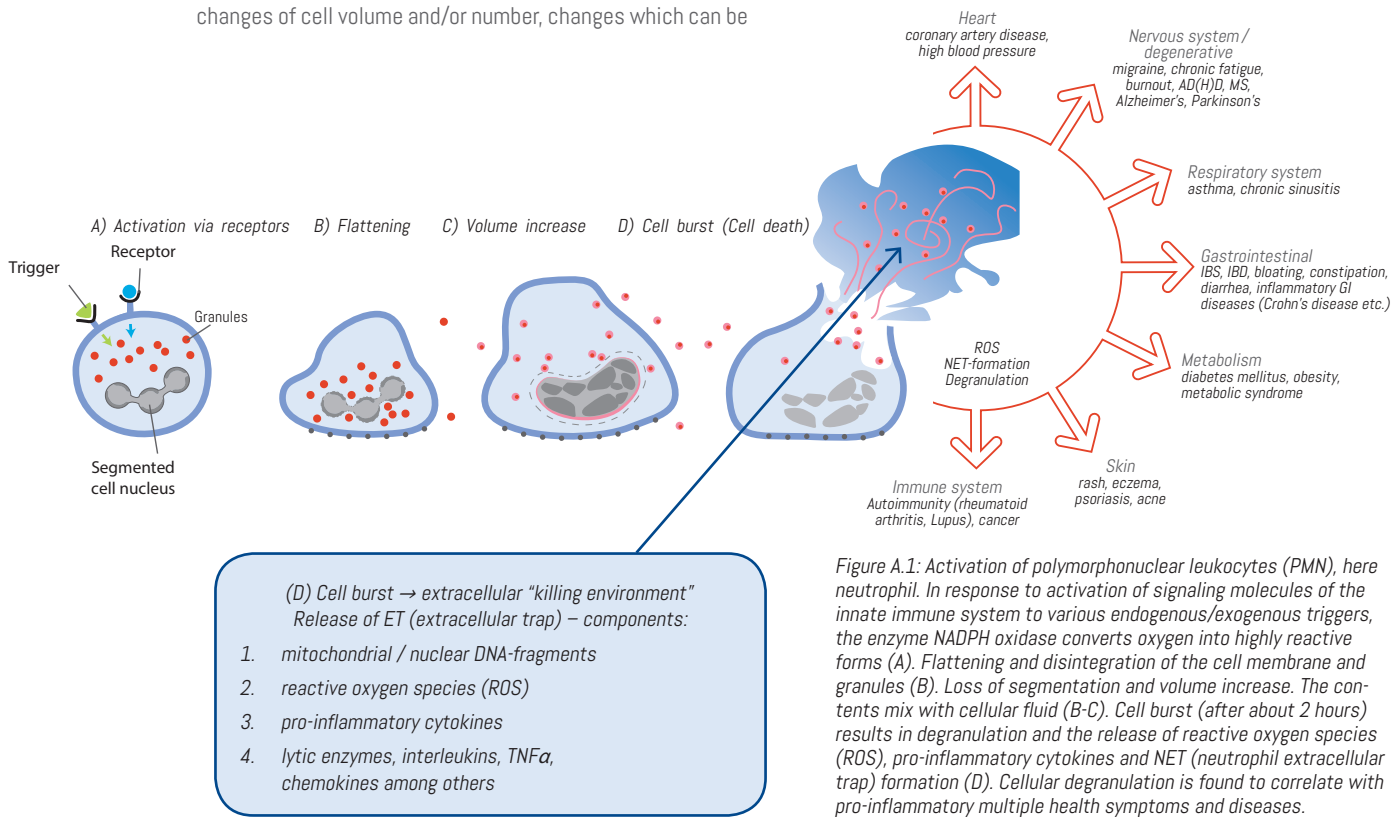 changes of cell volume and/or number, changes which can be
Heart
coronary artery disease,
high blood pressure
Nervous system /
degenerative
migraine, chronic fatigue,
burnout, AD(H)D, MS,
Alzheimer's, Parkinson's
Respiratory system
asthma, chronic sinusitis
Gastrointestinal
IBS, IBD, bloating, constipation,
diarrhea, inflammatory GI
diseases (Crohn's disease etc.)
Metabolism
diabetes mellitus, obesity,
metabolic syndrome
Skin
rash, eczema,
psoriasis, acne
Immune system
Autoimmunity (rheumatoid
arthritis, Lupus), cancer
ROS
NET-formation
Degranulation
A) Activation via receptors
B) Flattening
C) Volume increase
D) Cell burst (Cell death)
Receptor
Trigger
Granules
Segmented
cell nucleus
(D) Cell burst → extracellular “killing environment”
Release of ET (extracellular trap) – components:
1. mitochondrial / nuclear DNA-fragments
2. reactive oxygen species (ROS)
3. pro-inflammatory cytokines
4. lytic enzymes, interleukins, TNFα,
chemokines among others
Figure A.1: Activation of polymorphonuclear leukocytes (PMN), here
neutrophil. In response to activation of signaling molecules of the
innate immune system to various endogenous/exogenous triggers,
the enzyme NADPH oxidase converts oxygen into highly reactive
forms (A). Flattening and disintegration of the cell membrane and
granules (B). Loss of segmentation and volume increase. The con-
tents mix with cellular fluid (B-C). Cell burst (after about 2 hours)
results in degranulation and the release of reactive oxygen species
(ROS), pro-inflammatory cytokines and NET (neutrophil extracellular
trap) formation (D). Cellular degranulation is found to correlate with
pro-inflammatory multiple health symptoms and diseases.